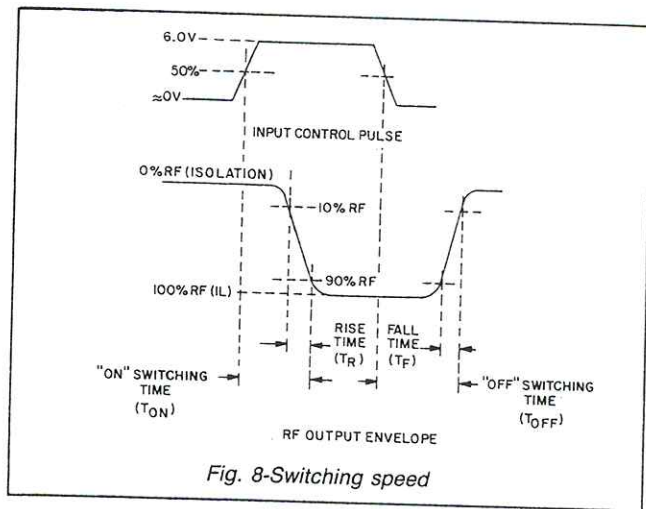 6.0V
50%
≈0V
INPUT CONTROL PULSE
0%RF(ISOLATION)
10%RF
90%RF
100%RF(IL)
RISE
TIME
(TR)
FALL
TIME
(TF)
"ON" SWITCHING
TIME
(TON)
"OFF" SWITCHING
TIME
(TOFF)
RF OUTPUT ENVELOPE
Fig. 8-Switching speed